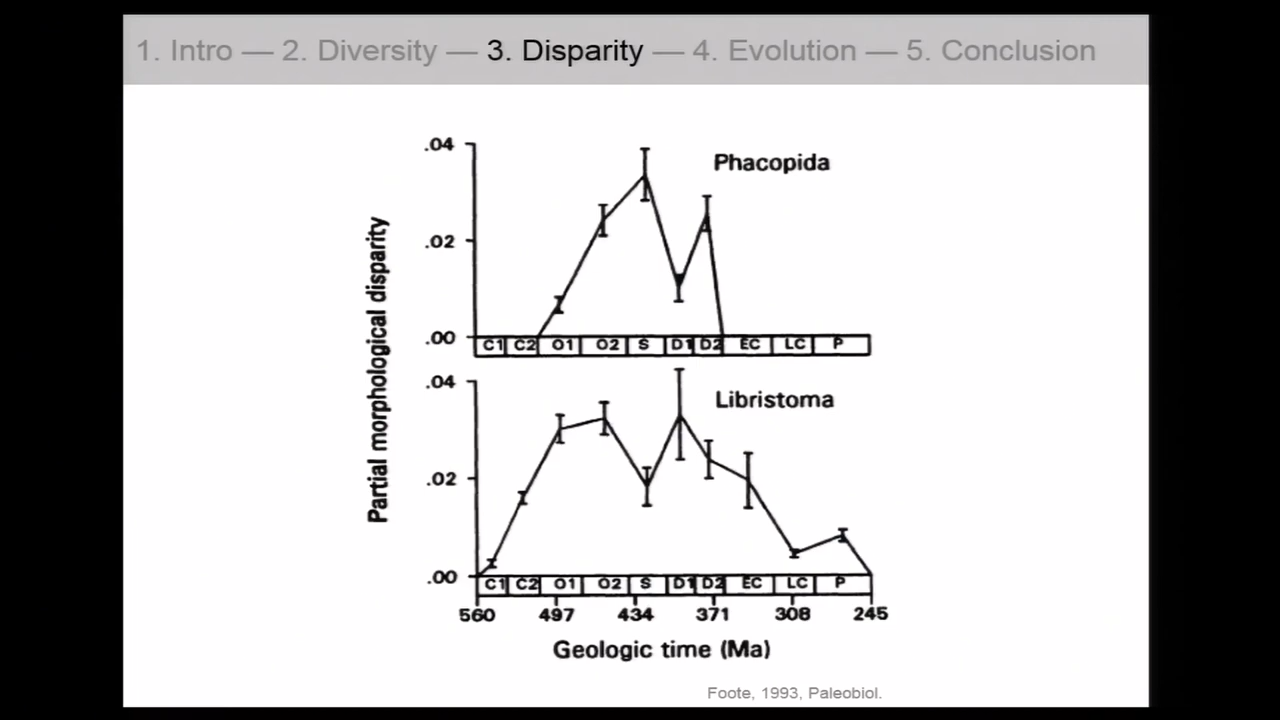 1. Intro — 2. Diversity — 3. Disparity — 4. Evolution — 5. Conclusion
Partial morphological disparity
.04
Phacopida
.02
.00
C1 C2 O1 O2 S D1 D2 EC LC P
.04
Libristoma
.02
.00
C1 C2 O1 O2 S D1 D2 EC LC P
560 497 434 371 308 245
Geologic time (Ma)
Foote, 1993, Paleobiol.